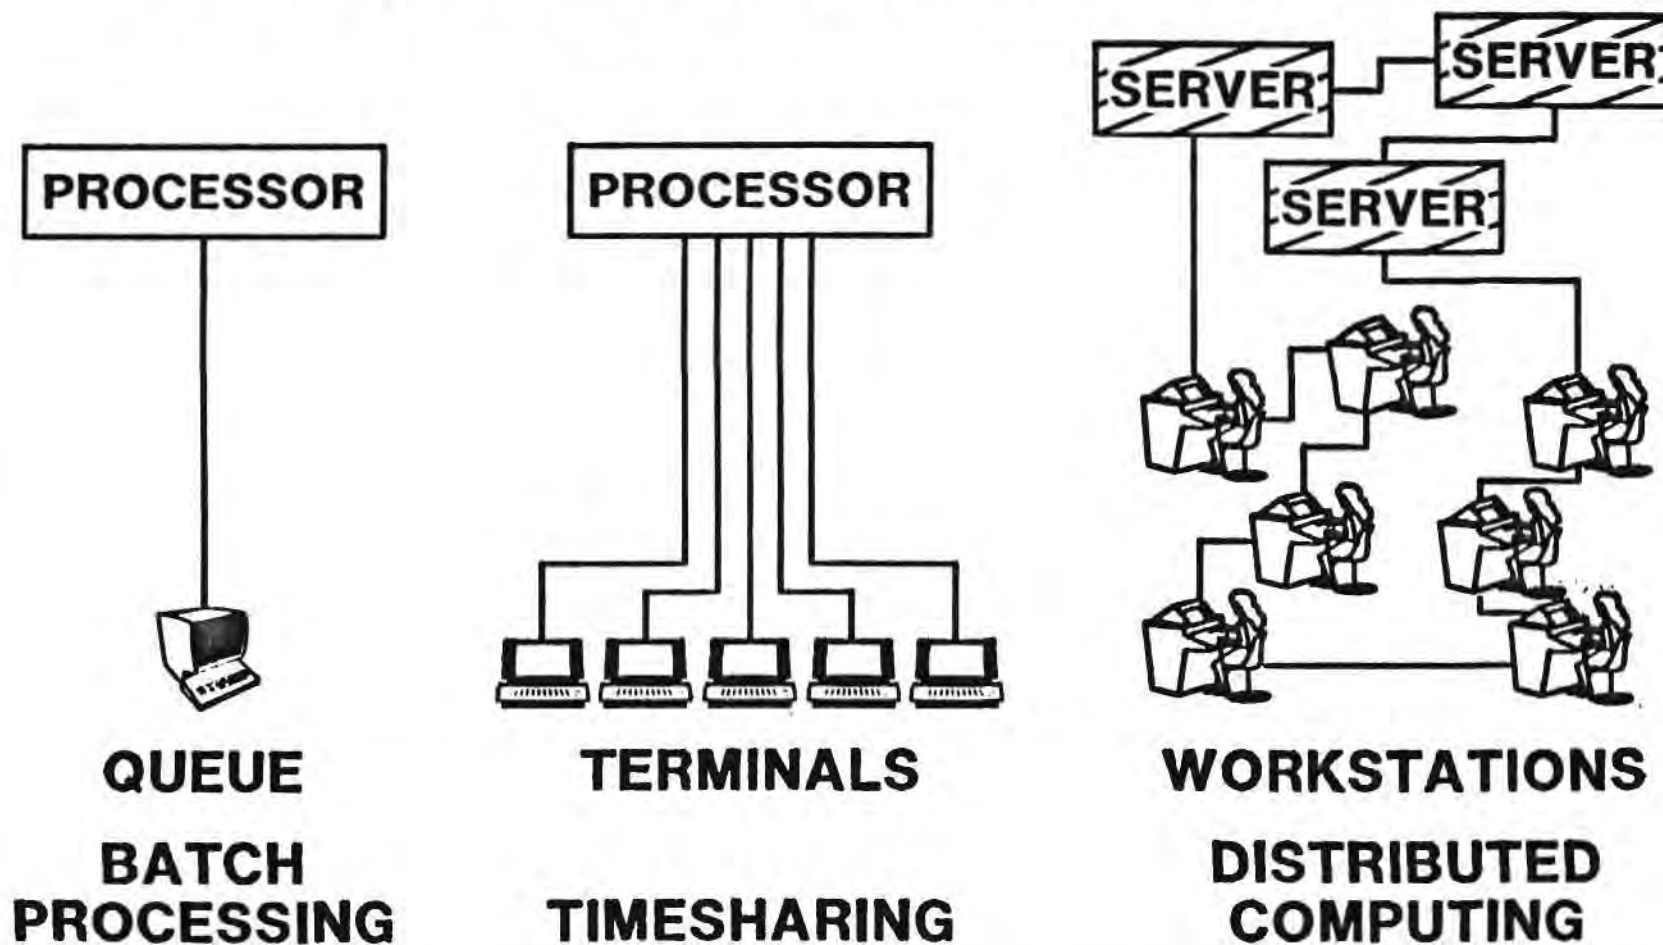 PROCESSOR
QUEUE
BATCH
PROCESSING
PROCESSOR
TERMINALS
TIMESHARING
SERVER
SERVER
SERVER
WORKSTATIONS
DISTRIBUTED
COMPUTING